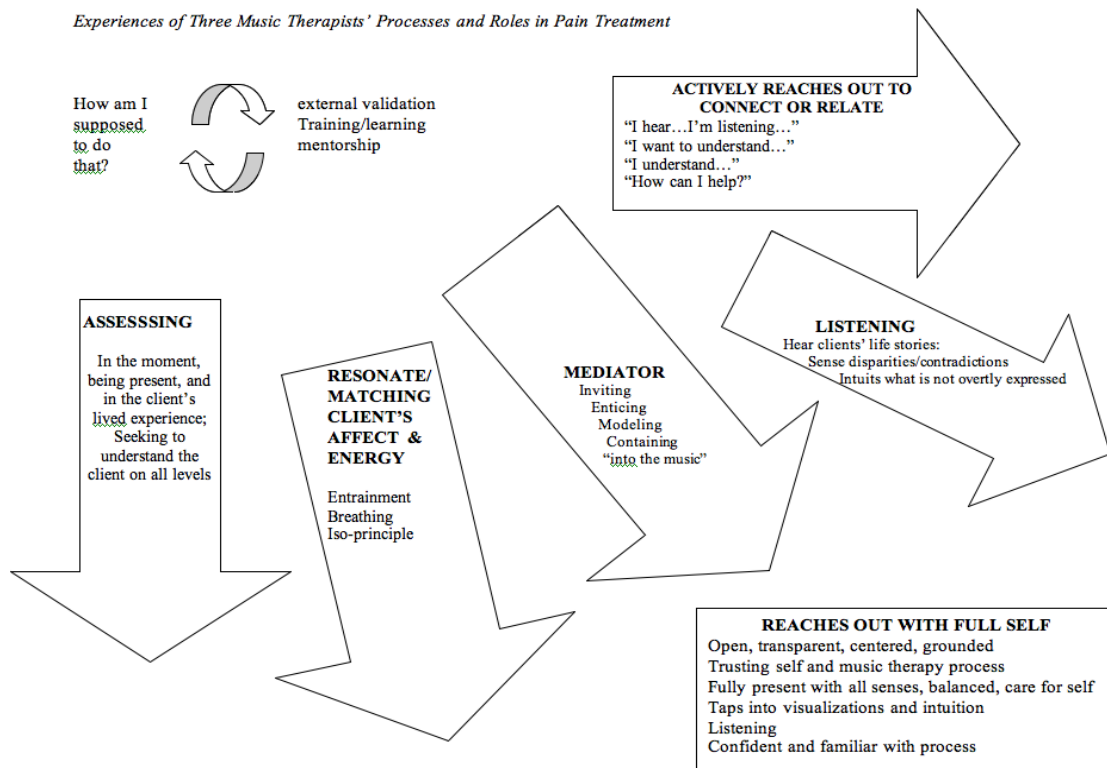 Experiences of Three Music Therapists' Processes and Roles in Pain Treatment
How am I
supposed
to do
that?
external validation
Training/learning
mentorship
ACTIVELY REACHES OUT TO
CONNECT OR RELATE
“I hear…I'm listening…”
“I want to understand…”
“I understand…”
“How can I help?”
ASSESSSING
In the moment,
being present, and
in the client's
lived experience;
Seeking to
understand the
client on all levels
RESONATE/
MATCHING
CLIENT'S
AFFECT &
ENERGY
Entrainment
Breathing
Iso-principle
MEDIATOR
Inviting
Enticing
Modeling
Containing
“into the music”
LISTENING
Hear clients' life stories:
Sense disparities/contradictions
Intuits what is not overtly expressed
REACHES OUT WITH FULL SELF
Open, transparent, centered, grounded
Trusting self and music therapy process
Fully present with all senses, balanced, care for self
Taps into visualizations and intuition
Listening
Confident and familiar with process